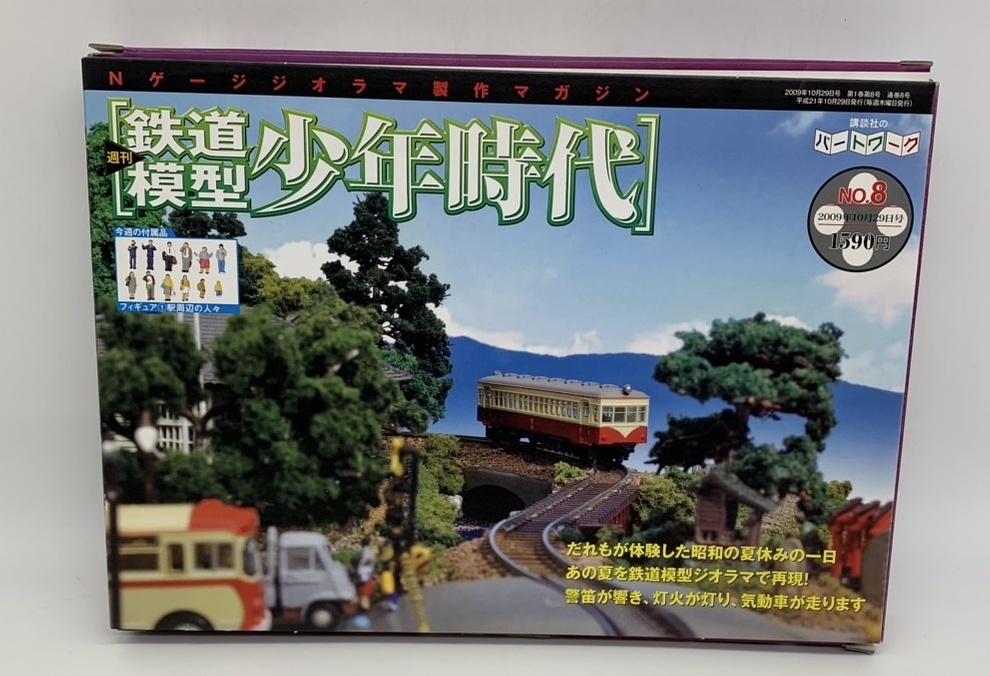 Nゲージジオラマ製作マガジン
2009年10月29日号 第1巻第8号 通巻8号
平成21年10月29日発行(毎週木曜日発行)
週刊
鉄道模型
少年時代
講談社の
パートワーク
NO.8
2009年10月29日号
1590円
今週の付属品
フィギュア①駅周辺の人々
だれもが体験した昭和の夏休みの一日
あの夏を鉄道模型ジオラマで再現!
警笛が響き、灯火が灯り、気動車が走ります